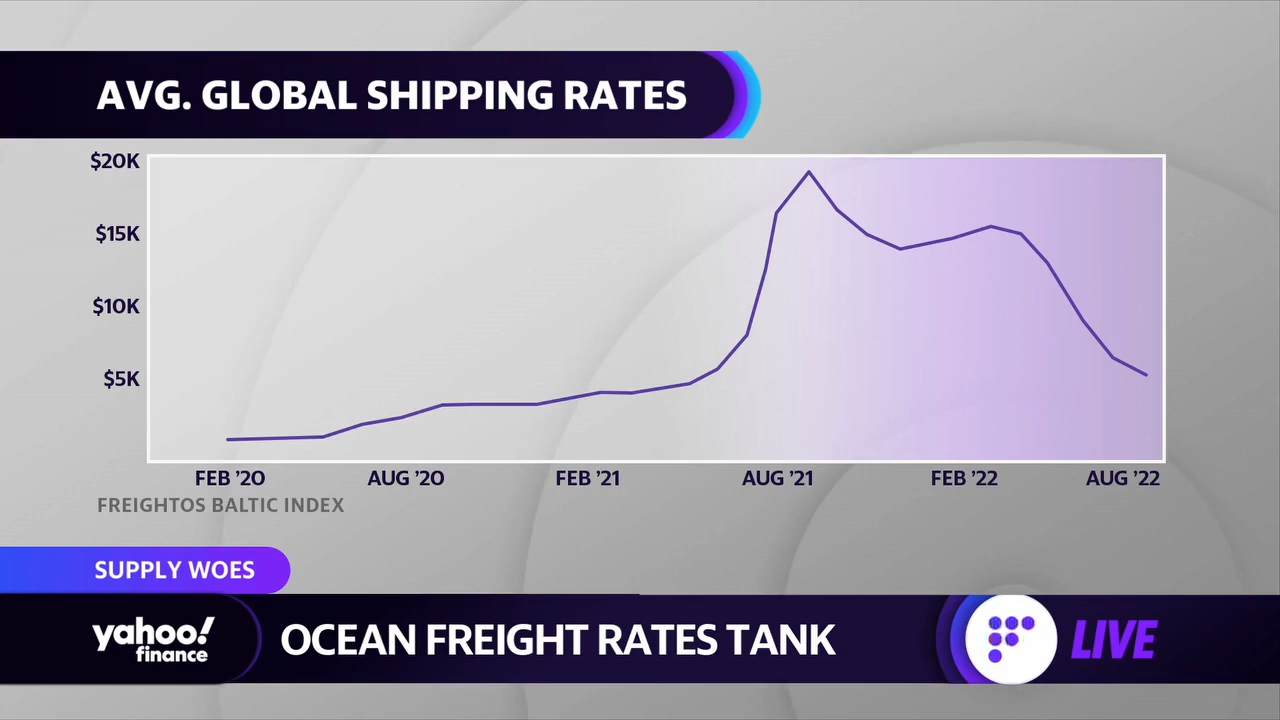 AVG. GLOBAL SHIPPING RATES
$20K
$15K
$10K
$5K
FEB ’20 AUG ’20 FEB ’21 AUG ’21 FEB ’22 AUG ’22
FREIGHTOS BALTIC INDEX
SUPPLY WOES
yahoo!
finance
OCEAN FREIGHT RATES TANK
LIVE